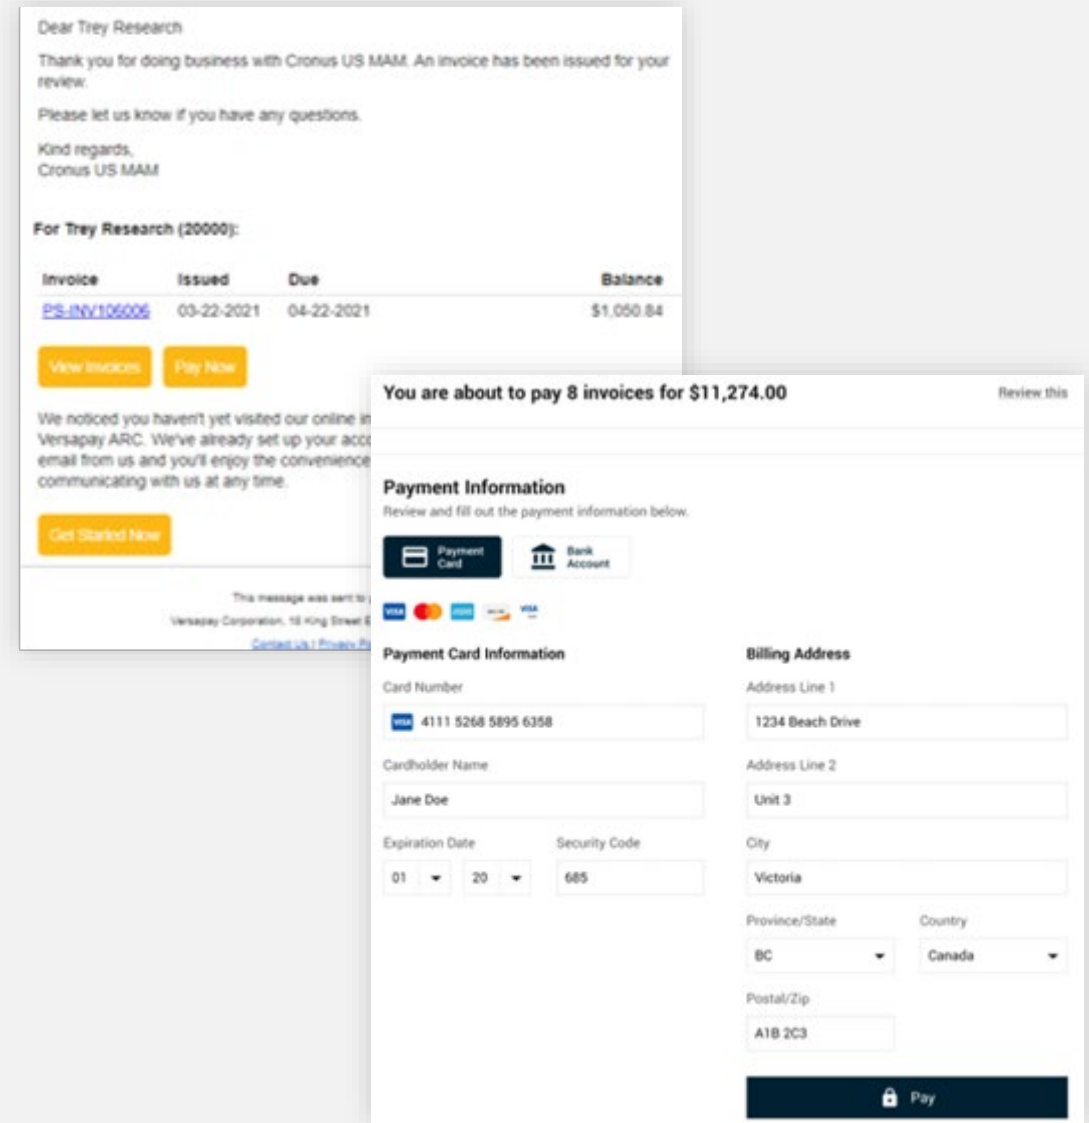 Dear Trey Research
Thank you for doing business with Cronus US MAM. An invoice has been issued for your
review.
Please let us know if you have any questions.
Kind regards,
Cronus US MAM
For Trey Research (20000):
Invoice Issued Due Balance
PS-INV106006 03-22-2021 04-22-2021 $1,050.84
View Invoices Pay Now
We noticed you haven't yet visited our online in
Versapay ARC. We've already set up your acco
email from us and you'll enjoy the convenience
communicating with us at any time.
Get Started Now
This message was sent to
Versapay Corporation, 18 King Street E
Contact Us | Privacy Po
You are about to pay 8 invoices for $11,274.00 Review this
Payment Information
Review and fill out the payment information below.
Payment Card
Bank Account
VISA VISA
Payment Card Information
Card Number
VISA 4111 5268 5895 6358
Cardholder Name
Jane Doe
Expiration Date Security Code
01 20 685
Billing Address
Address Line 1
1234 Beach Drive
Address Line 2
Unit 3
City
Victoria
Province/State Country
BC Canada
Postal/Zip
A1B 2C3
Pay